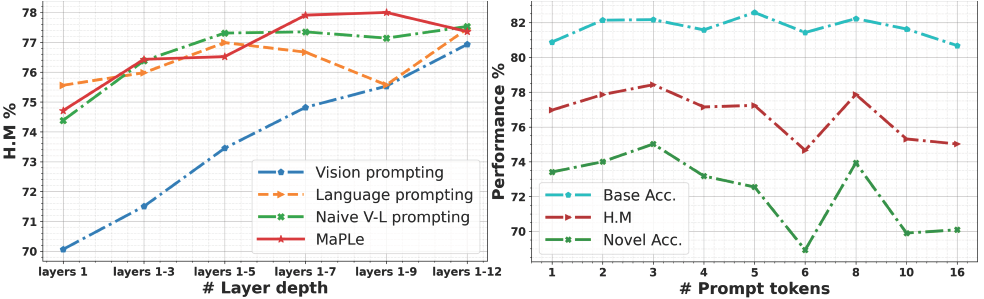 H.M %
78
77
76
75
74
73
72
71
70
layers 1
layers 1-3
layers 1-5
layers 1-7
layers 1-9
layers 1-12
# Layer depth
Vision prompting
Language prompting
Naive V-L prompting
MaPLe
Performance %
82
80
78
76
74
72
70
1
2
3
4
5
6
8
10
16
# Prompt tokens
Base Acc.
H.M
Novel Acc.